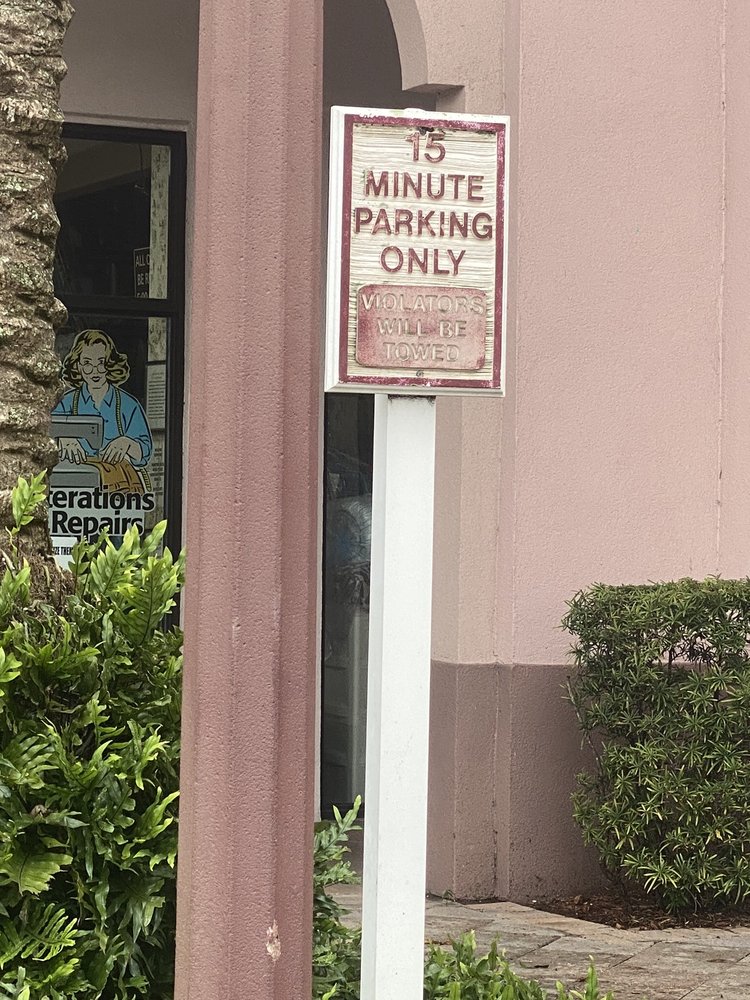 15
MINUTE
PARKING
ONLY
VIOLATORS
WILL BE
TOWED
terations
Repairs